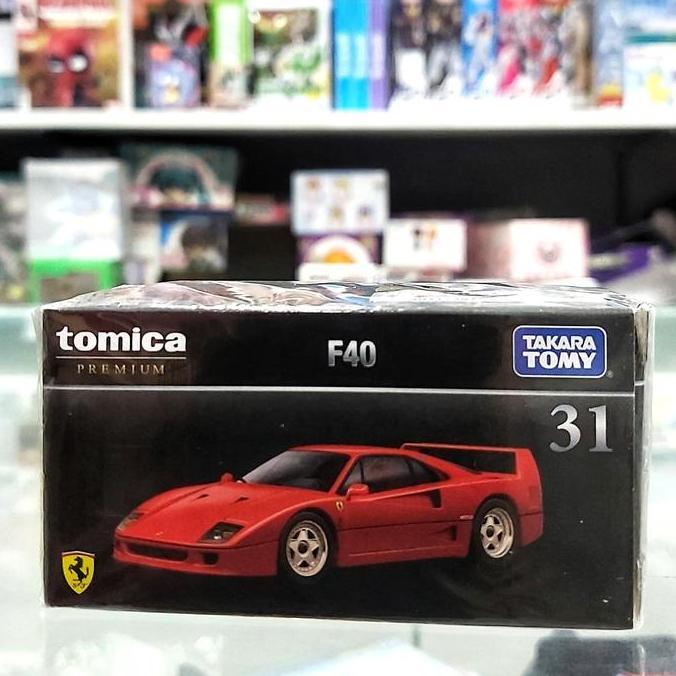 tomica
PREMIUM
F40
TAKARA
TOMY
31